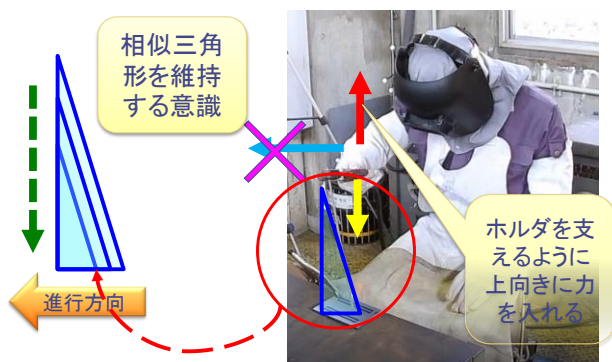 相似三角
形を維持
する意識
進行方向
ホルダを支
えるように
上向きに力
を入れる